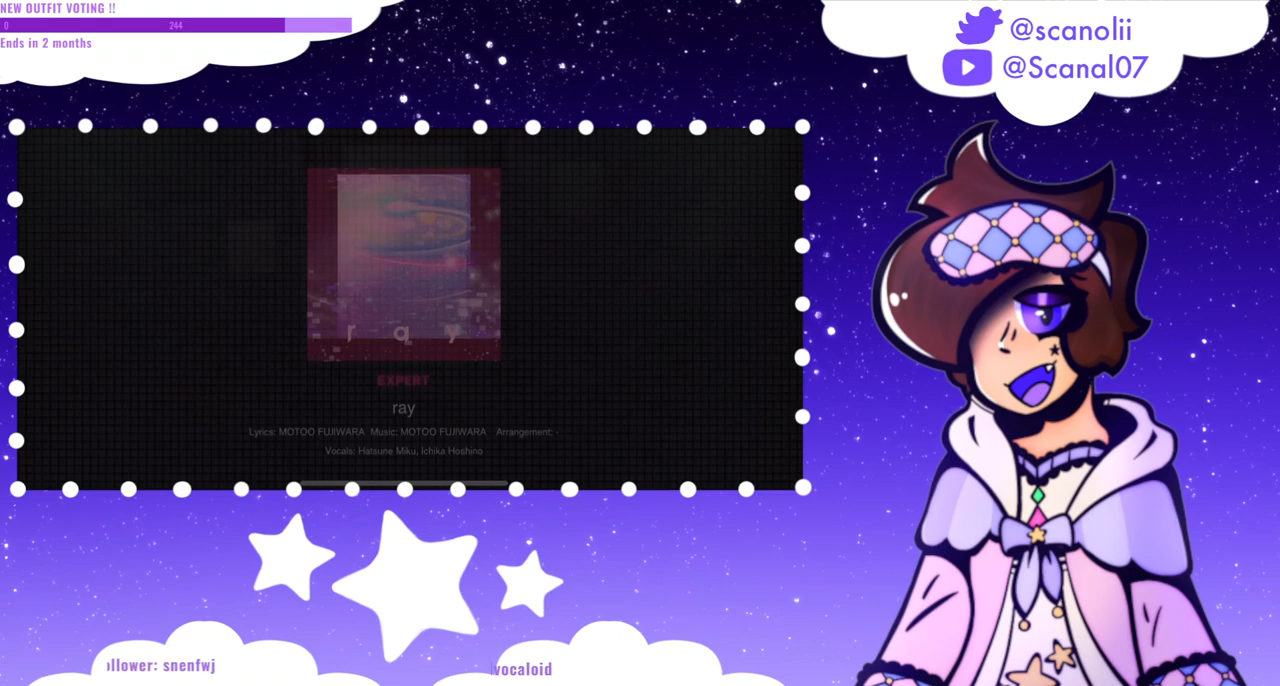 NEW OUTFIT VOTING !!
0 244
Ends in 2 months
@scanolii
@Scanal07
r a y
EXPERT
ray
Lyrics: MOTOO FUJIWARA Music: MOTOO FUJIWARA Arrangement: -
Vocals: Hatsune Miku, Ichika Hoshino
ollower: snenfwj
vocaloid